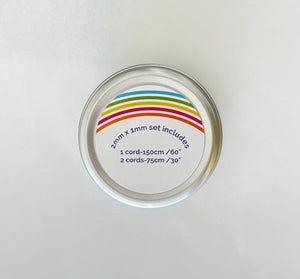 2mm x 1mm set includes
1 cord-150cm /60"
2 cords-75cm /30"